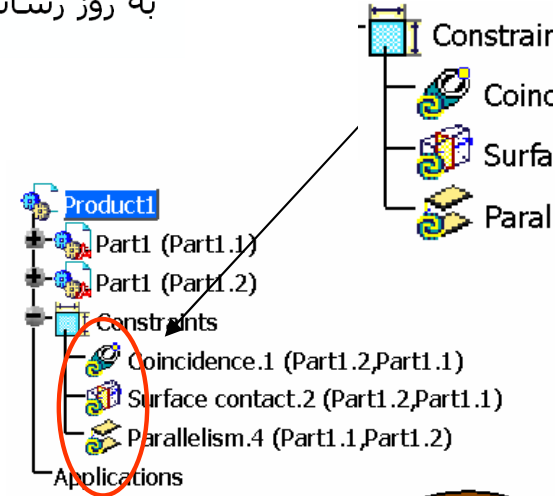 به روز رسان
Constrain
Coinc
Surfa
Paral
Product1
Part1 (Part1.1)
Part1 (Part1.2)
Constraints
Coincidence.1 (Part1.2,Part1.1)
Surface contact.2 (Part1.2,Part1.1)
Parallelism.4 (Part1.1,Part1.2)
Applications